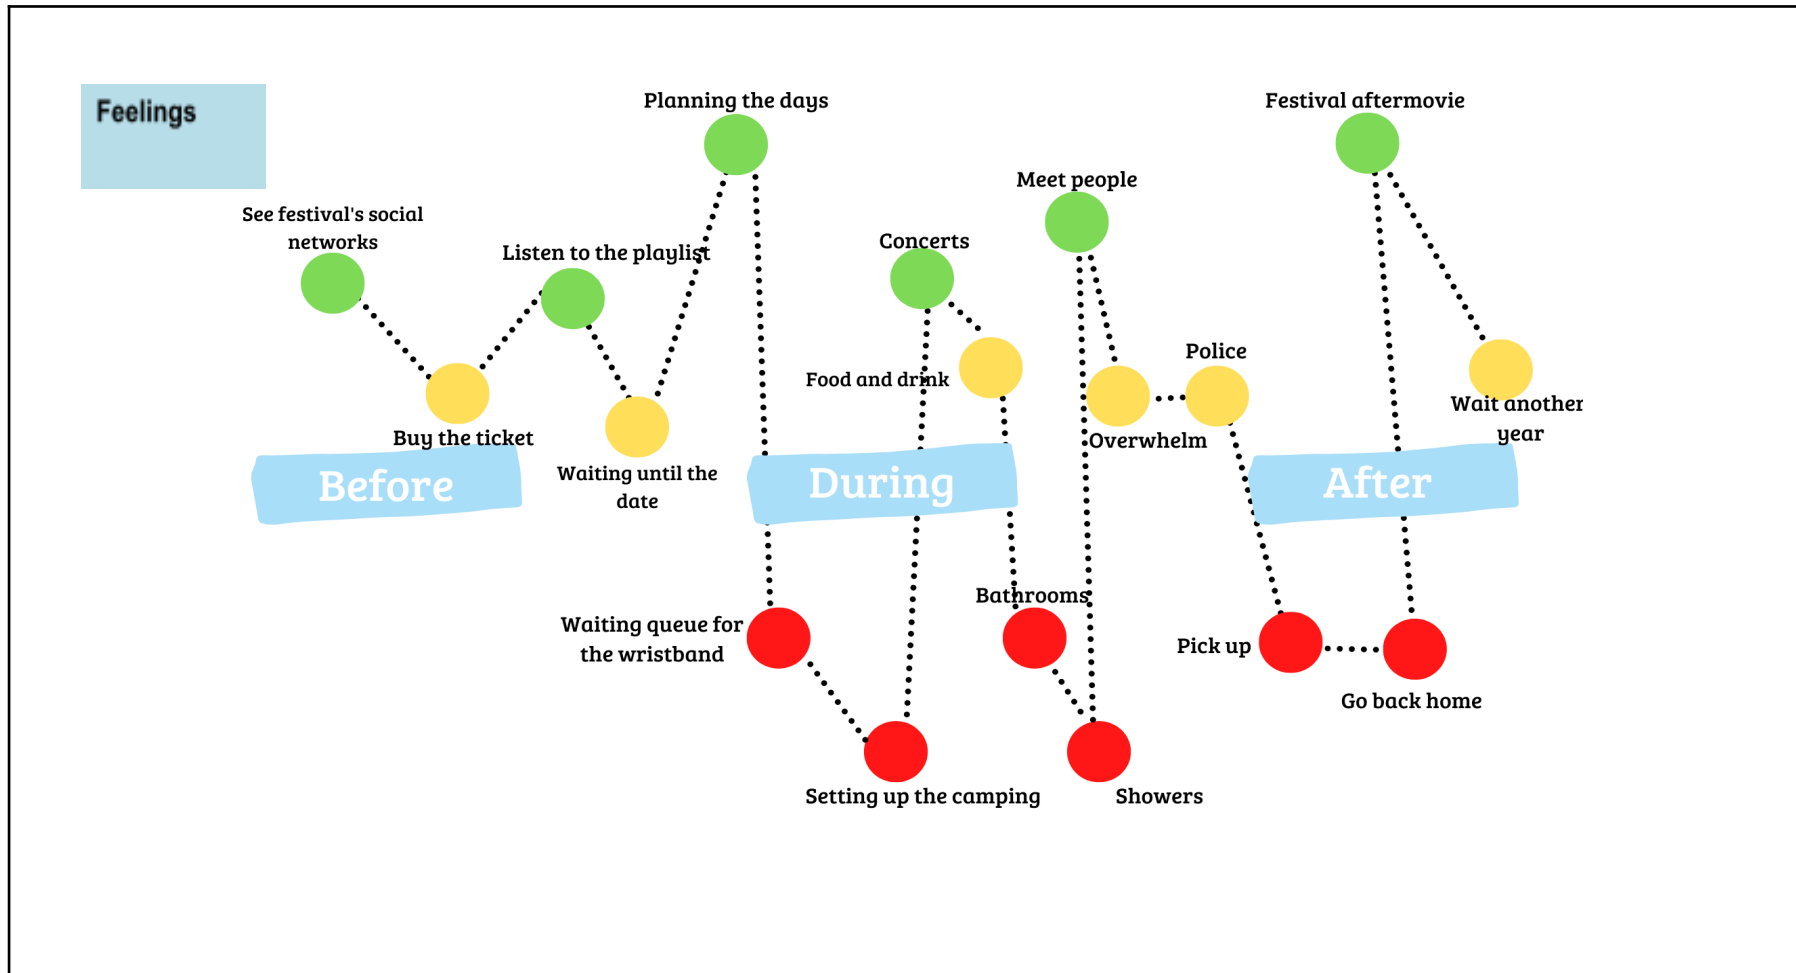 Feelings
Planning the days
Festival aftermovie
Meet people
See festival's social
networks
Listen to the playlist
Concerts
Police
Food and drink
Wait another
year
Buy the ticket
Overwhelm
Waiting until the
date
Before
During
After
Bathrooms
Waiting queue for
the wristband
Pick up
Go back home
Setting up the camping
Showers